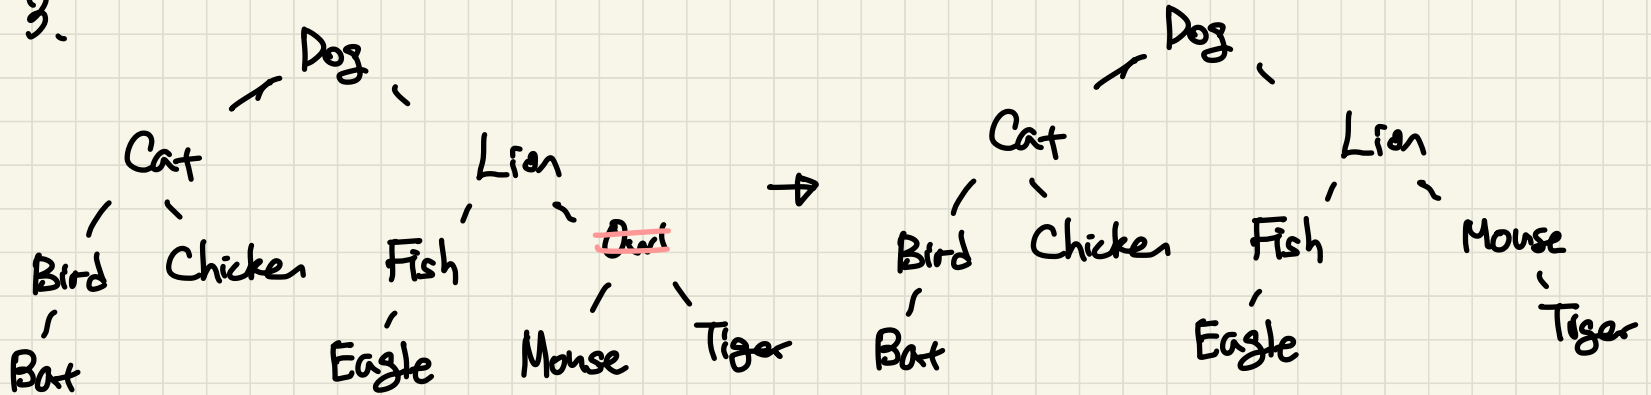 3.
Dog Dog
Cat Lion → Cat Lion
Bird Chicken Fish Owl Bird Chicken Fish Mouse
Bat Eagle Mouse Tiger Bat Eagle Tiger